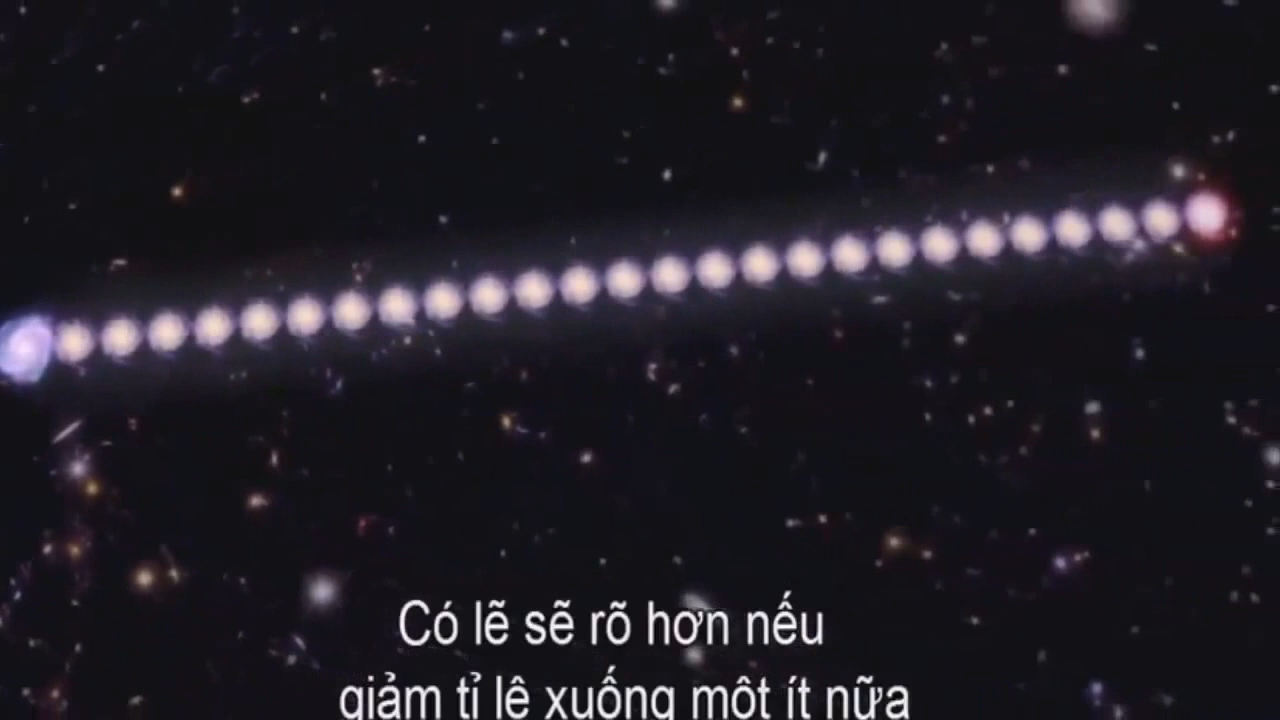 Có lẽ sẽ rõ hơn nếu
giảm tỉ lệ xuống một ít nữa